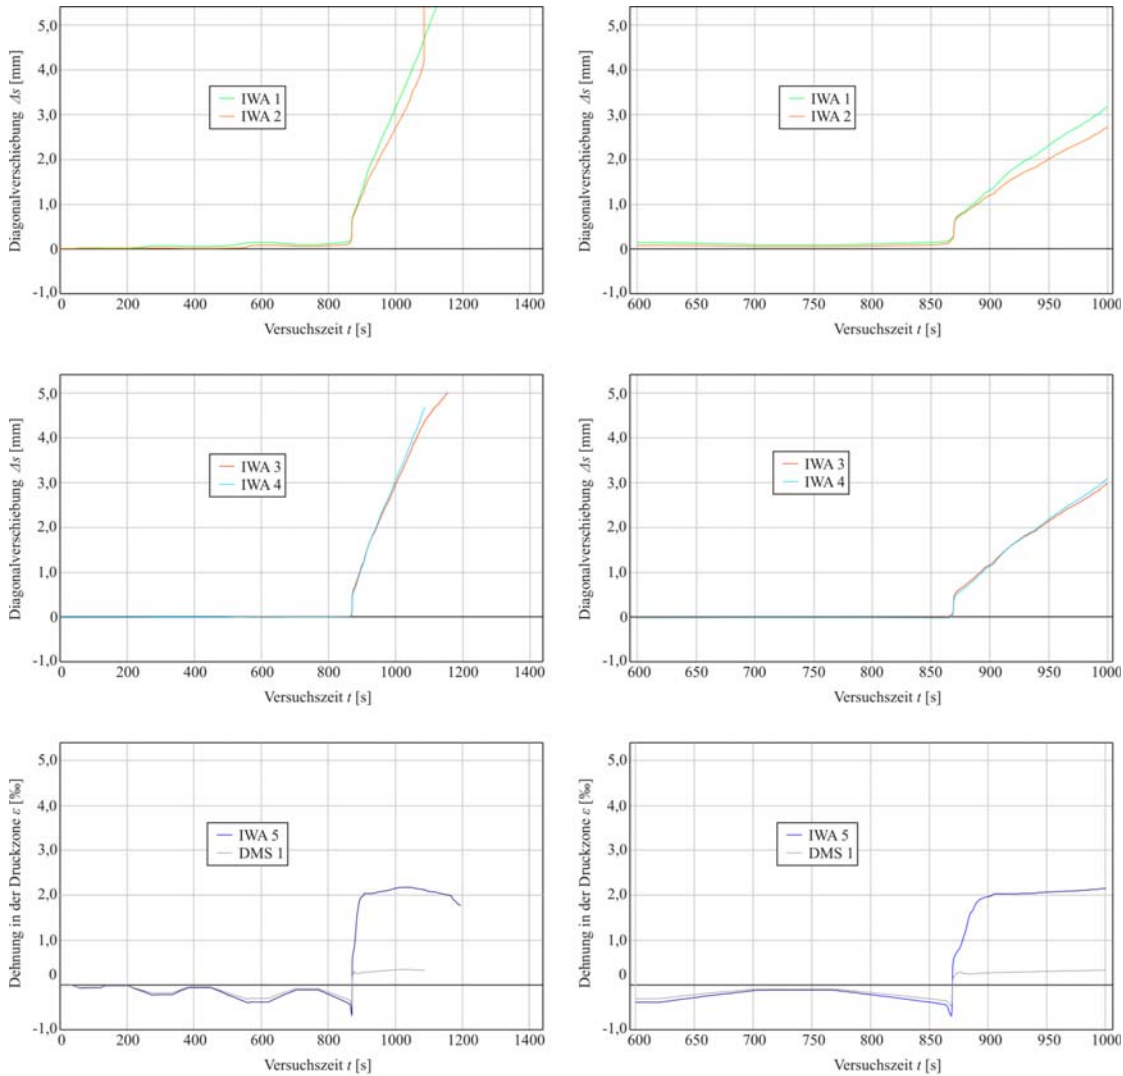 Diagonalverschiebung Δs [mm]
5,0
4,0
3,0
2,0
1,0
0
-1,0
IWA 1
IWA 2
0 200 400 600 800 1000 1200 1400
Versuchszeit t [s]
Diagonalverschiebung Δs [mm]
5,0
4,0
3,0
2,0
1,0
0
-1,0
IWA 1
IWA 2
600 650 700 750 800 850 900 950 1000
Versuchszeit t [s]
Diagonalverschiebung Δs [mm]
5,0
4,0
3,0
2,0
1,0
0
-1,0
IWA 3
IWA 4
0 200 400 600 800 1000 1200 1400
Versuchszeit t [s]
Diagonalverschiebung Δs [mm]
5,0
4,0
3,0
2,0
1,0
0
-1,0
IWA 3
IWA 4
600 650 700 750 800 850 900 950 1000
Versuchszeit t [s]
Dehnung in der Druckzone ε [‰]
5,0
4,0
3,0
2,0
1,0
0
-1,0
IWA 5
DMS 1
0 200 400 600 800 1000 1200 1400
Versuchszeit t [s]
Dehnung in der Druckzone ε [‰]
5,0
4,0
3,0
2,0
1,0
0
-1,0
IWA 5
DMS 1
600 650 700 750 800 850 900 950 1000
Versuchszeit t [s]